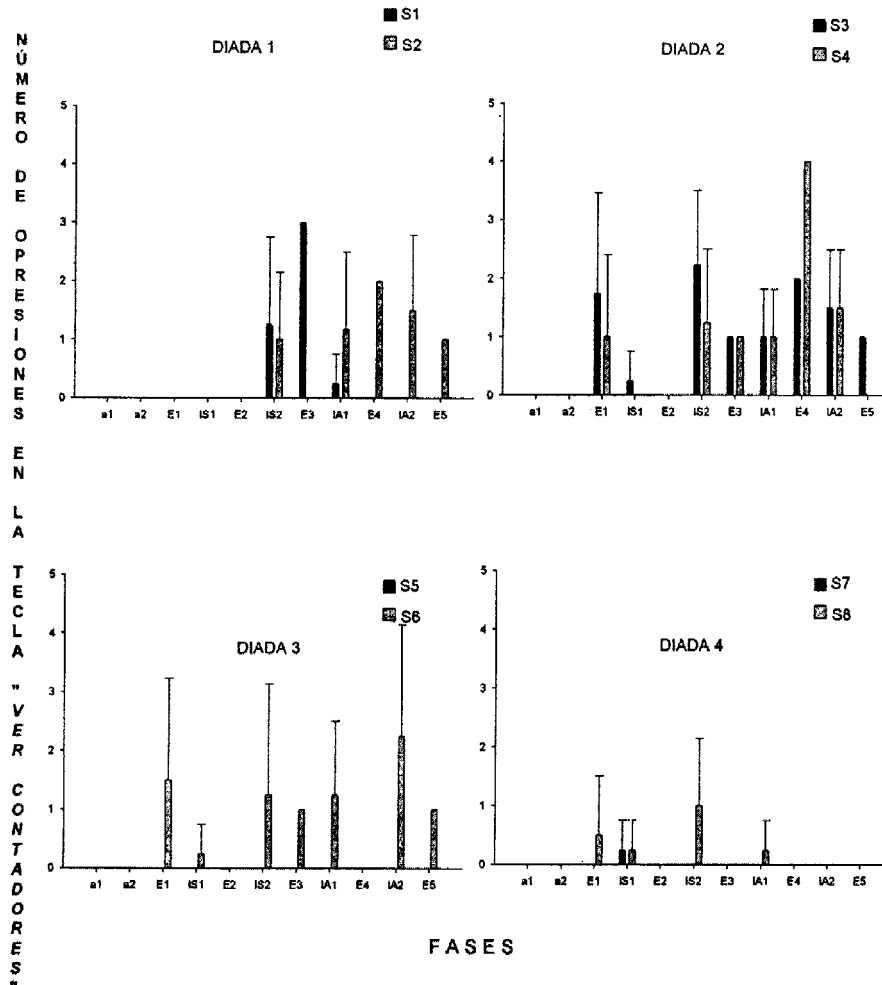 NÚMERO DE OPRESIONES EN LA TECLA "VER CONTADORES"
DIADA 1
S1
S2
5
4
3
2
1
0
a1 a2 E1 IS1 E2 IS2 E3 IA1 E4 IA2 E5
DIADA 2
S3
S4
5
4
3
2
1
0
a1 a2 E1 IS1 E2 IS2 E3 IA1 E4 IA2 E5
DIADA 3
S5
S6
5
4
3
2
1
0
a1 a2 E1 IS1 E2 IS2 E3 IA1 E4 IA2 E5
DIADA 4
S7
S8
5
4
3
2
1
0
a1 a2 E1 IS1 E2 IS2 E3 IA1 E4 IA2 E5
FASES